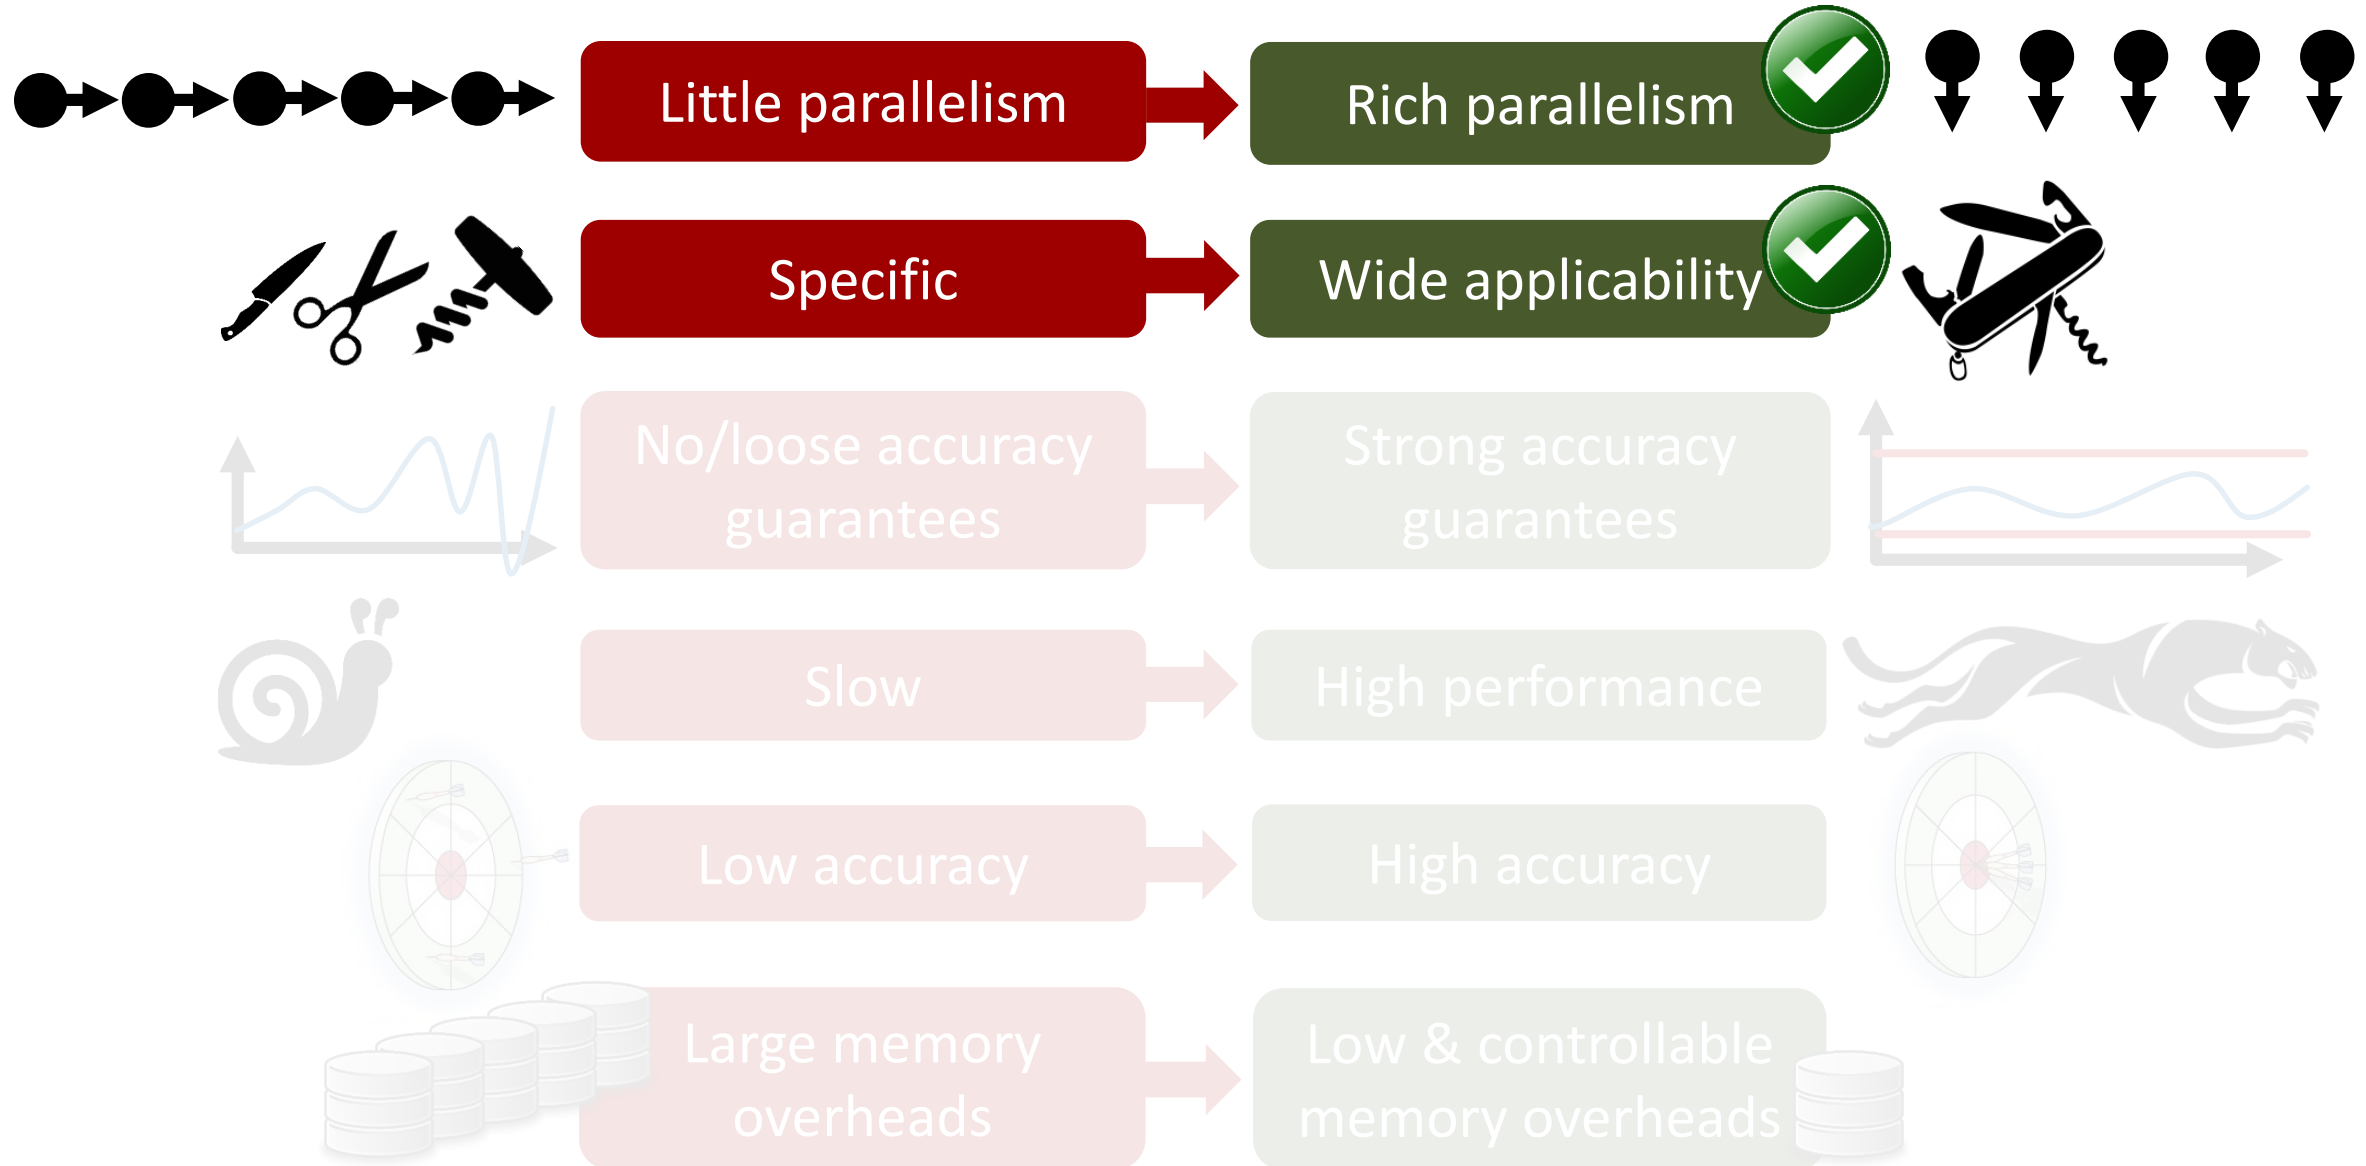 Little parallelism
Rich parallelism
Specific
Wide applicability
No/loose accuracy
guarantees
Strong accuracy
guarantees
Slow
High performance
Low accuracy
High accuracy
Large memory
overheads
Low & controllable
memory overheads